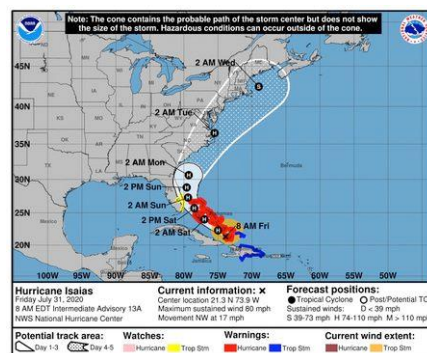 Note: The cone contains the probable path of the storm center but does not show
the size of the storm. Hazardous conditions can occur outside of the cone.
45N
40N
35N
30N
25N
20N
2 AM Wed
2 AM Tue
2 AM Mon
2 PM Sun
2 AM Sun
2 PM Sat
2 AM Sat
8 AM Fri
S
H
H
H
H
H
H
H
Bermuda
Mexico
100W 95W 90W 85W 80W 75W 70W 65W 60W
Hurricane Isaias
Friday July 31, 2020
8 AM EDT Intermediate Advisory 13A
NWS National Hurricane Center
Current information: ×
Center location 21.3 N 73.9 W
Maximum sustained wind 80 mph
Movement NW at 17 mph
Forecast positions:
Tropical Cyclone Post/Potential TC
Sustained winds: D < 39 mph
S 39-73 mph H 74-110 mph M > 110 mph
Potential track area:
Day 1-3 Day 4-5
Watches:
Hurricane Trop Stm
Warnings:
Hurricane Trop Stm
Current wind extent:
Hurricane Trop Stm